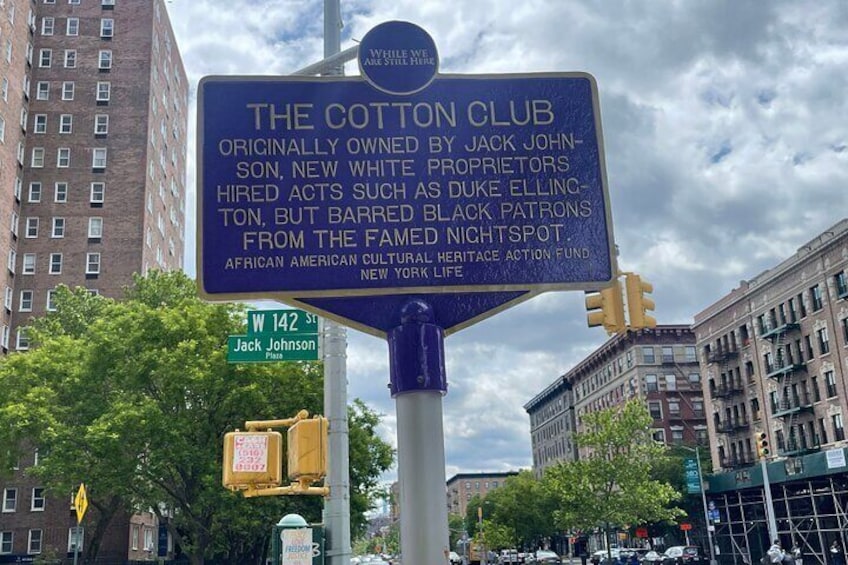 WHILE WE
ARE STILL HERE
THE COTTON CLUB
ORIGINALLY OWNED BY JACK JOHN-
SON, NEW WHITE PROPRIETORS
HIRED ACTS SUCH AS DUKE ELLING-
TON, BUT BARRED BLACK PATRONS
FROM THE FAMED NIGHTSPOT.
AFRICAN AMERICAN CULTURAL HERITAGE ACTION FUND
NEW YORK LIFE
W 142 St
Jack Johnson
Plaza